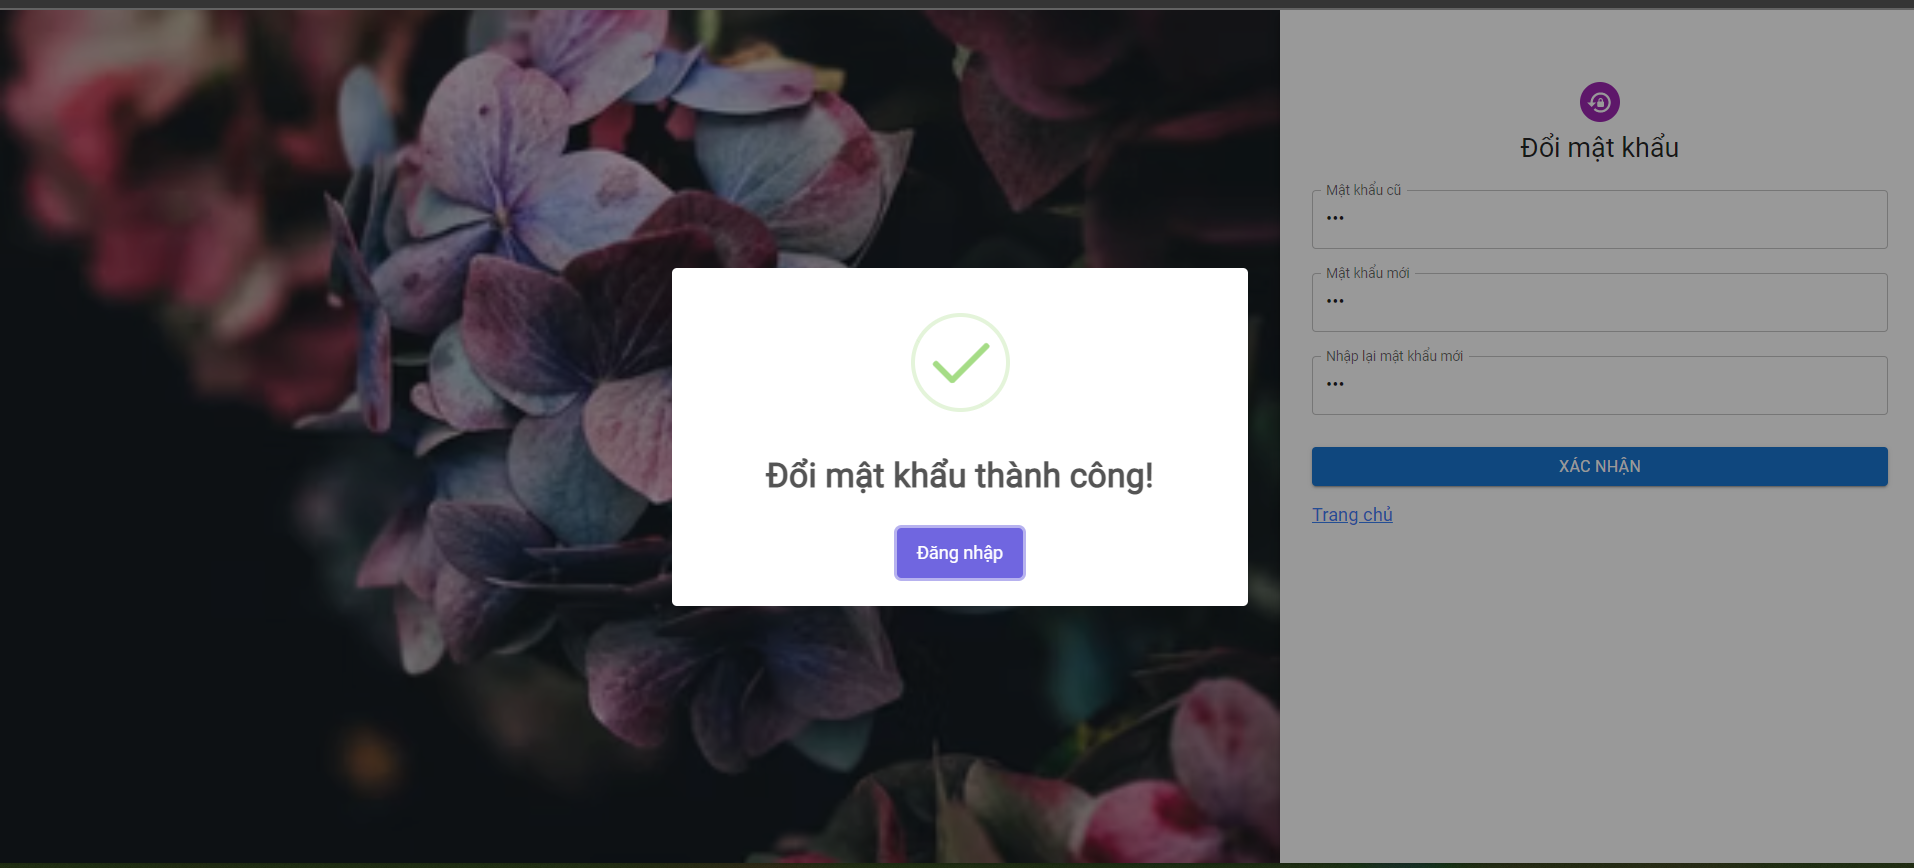 Đổi mật khẩu
Mật khẩu cũ
•••
Mật khẩu mới
•••
Nhập lại mật khẩu mới
•••
XÁC NHẬN
Trang chủ
Đổi mật khẩu thành công!
Đăng nhập